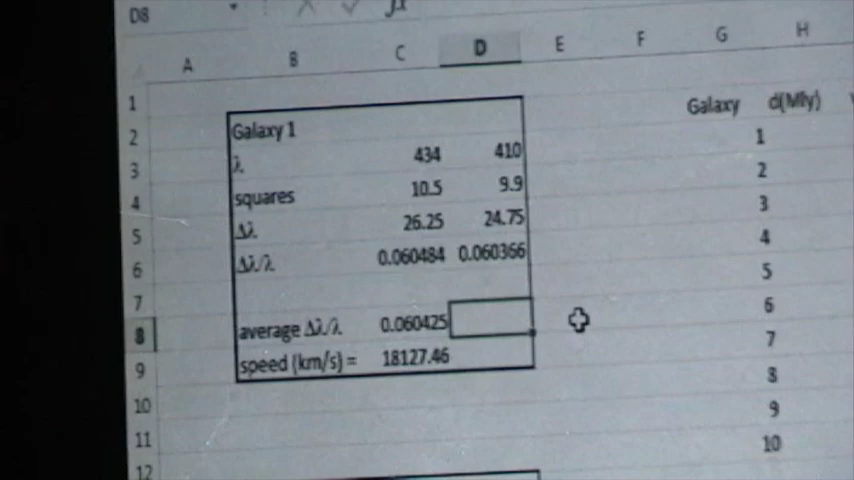 D8
A B C D E F G H
1
2 Galaxy 1
3 λ 434 410
4 squares 10.5 9.9
5 Δλ 26.25 24.75
6 Δλ/λ 0.060484 0.060366
7
8 average Δλ/λ 0.060425
9 speed (km/s) = 18127.46
10
11
12
Galaxy d(Mly)
1
2
3
4
5
6
7
8
9
10